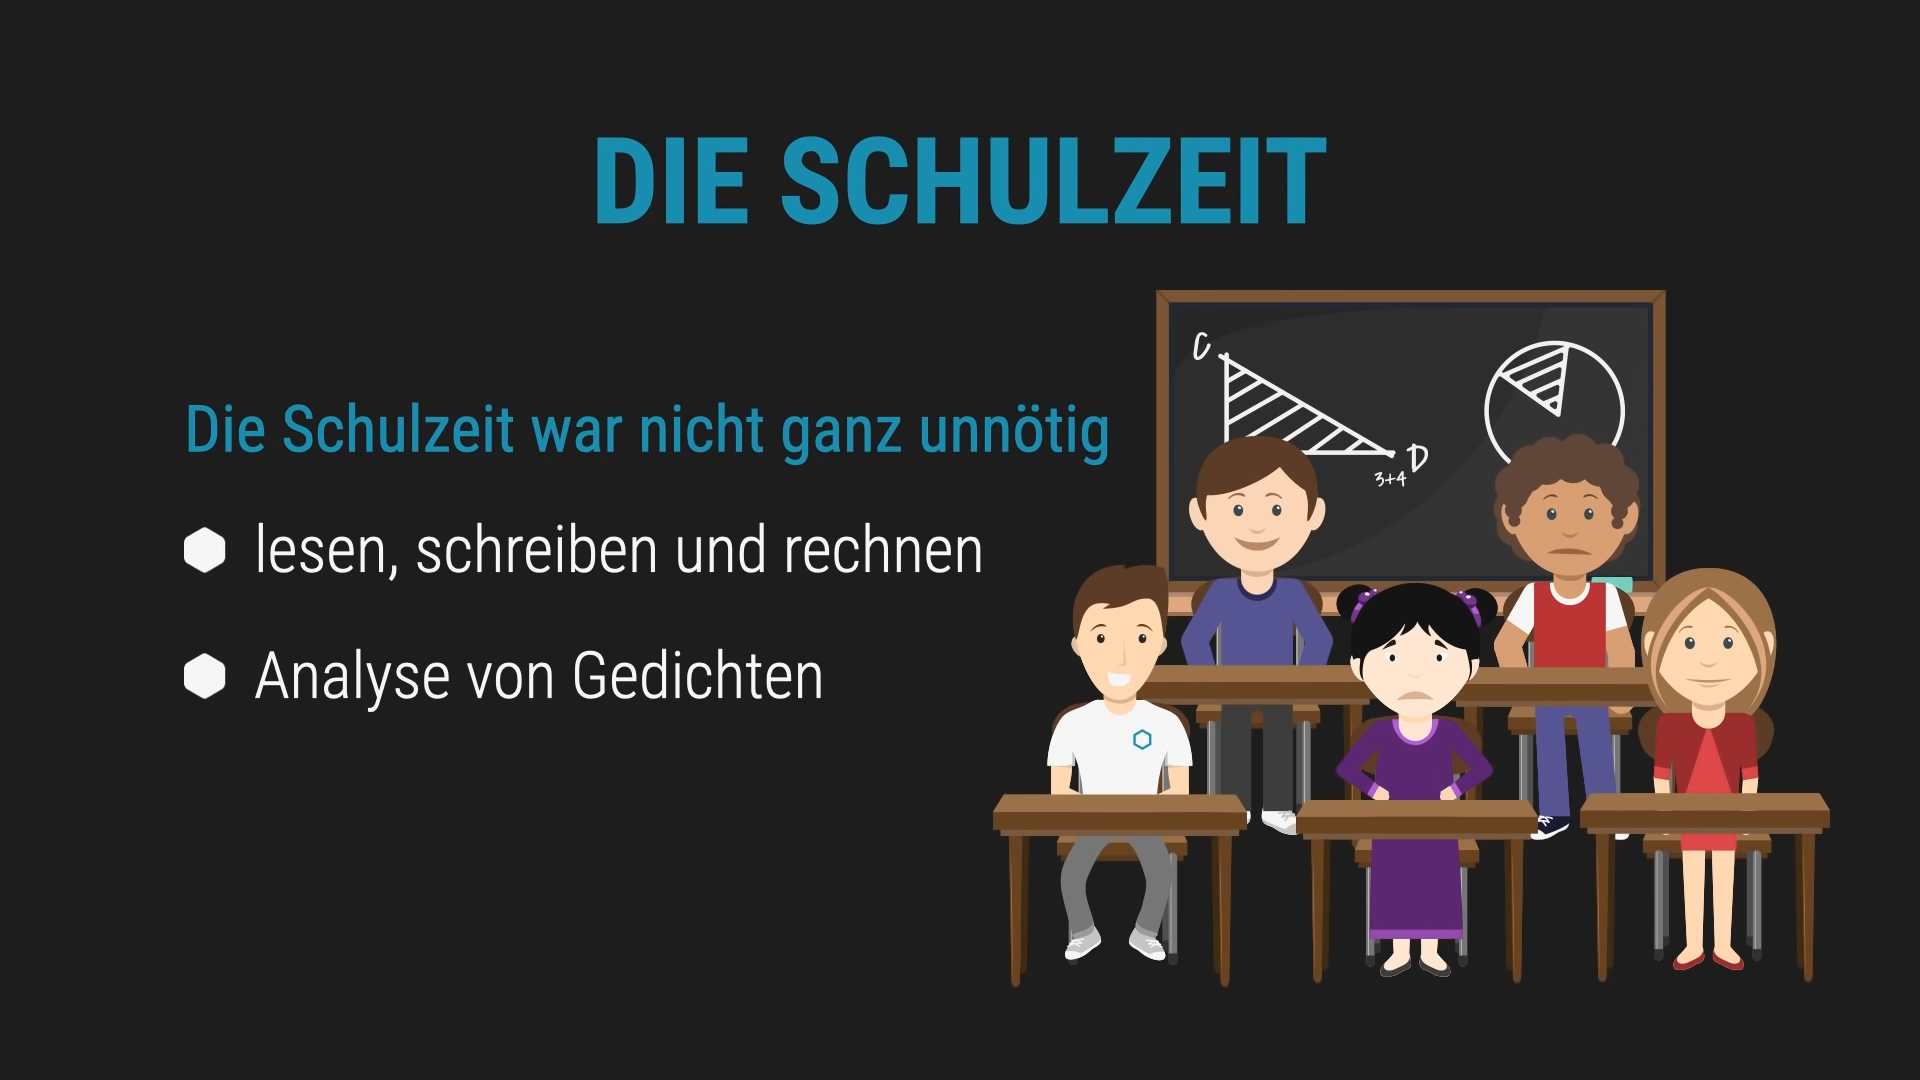 DIE SCHULZEIT
Die Schulzeit war nicht ganz unnötig
lesen, schreiben und rechnen
Analyse von Gedichten
C
D
3+4